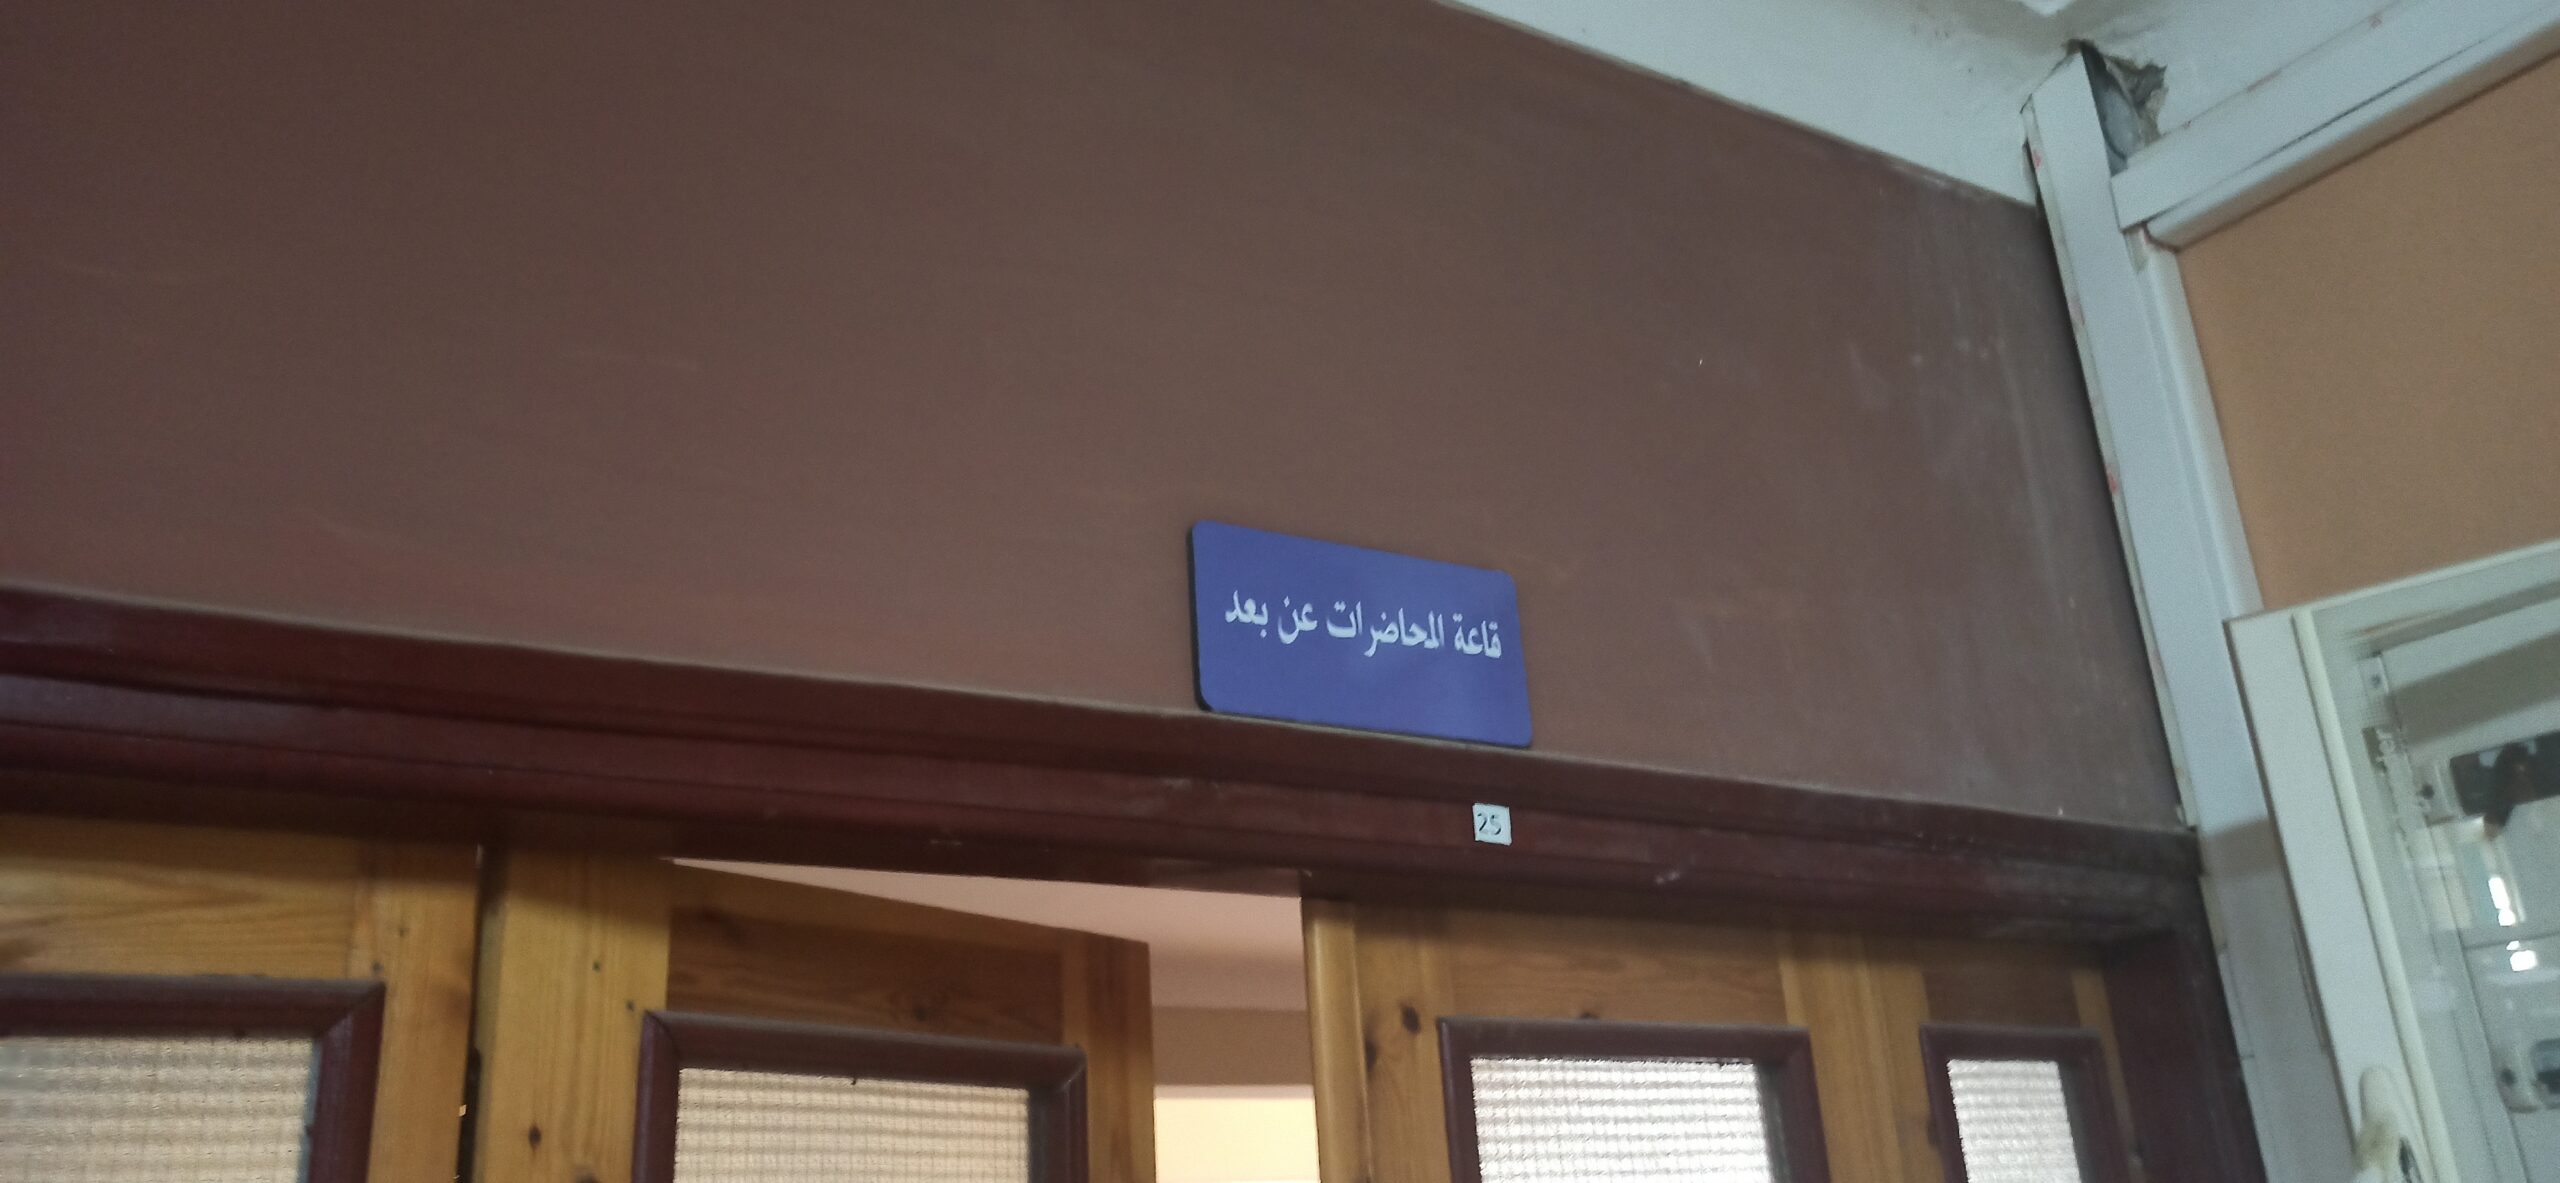 قاعة المحاضرات عن بعد
25